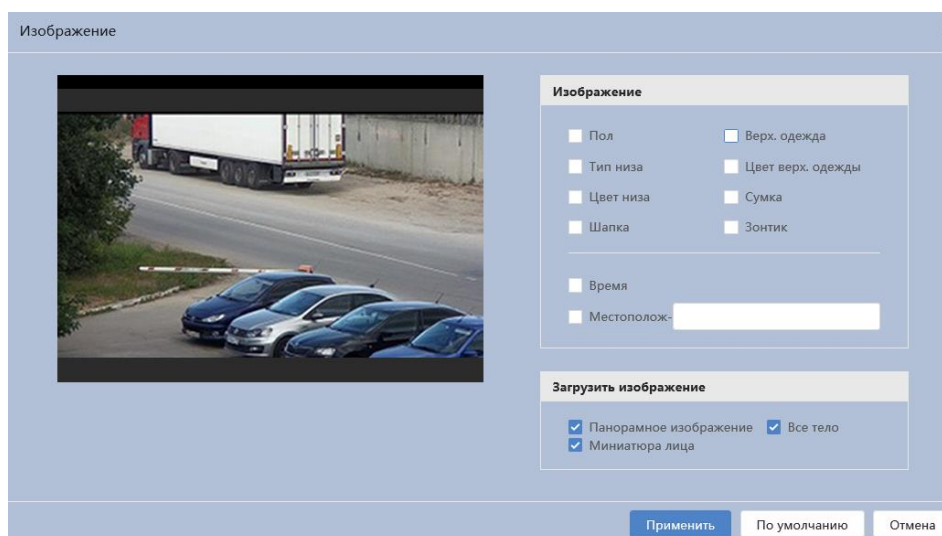 Изображение
Изображение
Пол
Верх. одежда
Тип низа
Цвет верх. одежды
Цвет низа
Сумка
Шапка
Зонтик
Время
Местополож-
Загрузить изображение
Панорамное изображение
Все тело
Миниатюра лица
Применить
По умолчанию
Отмена